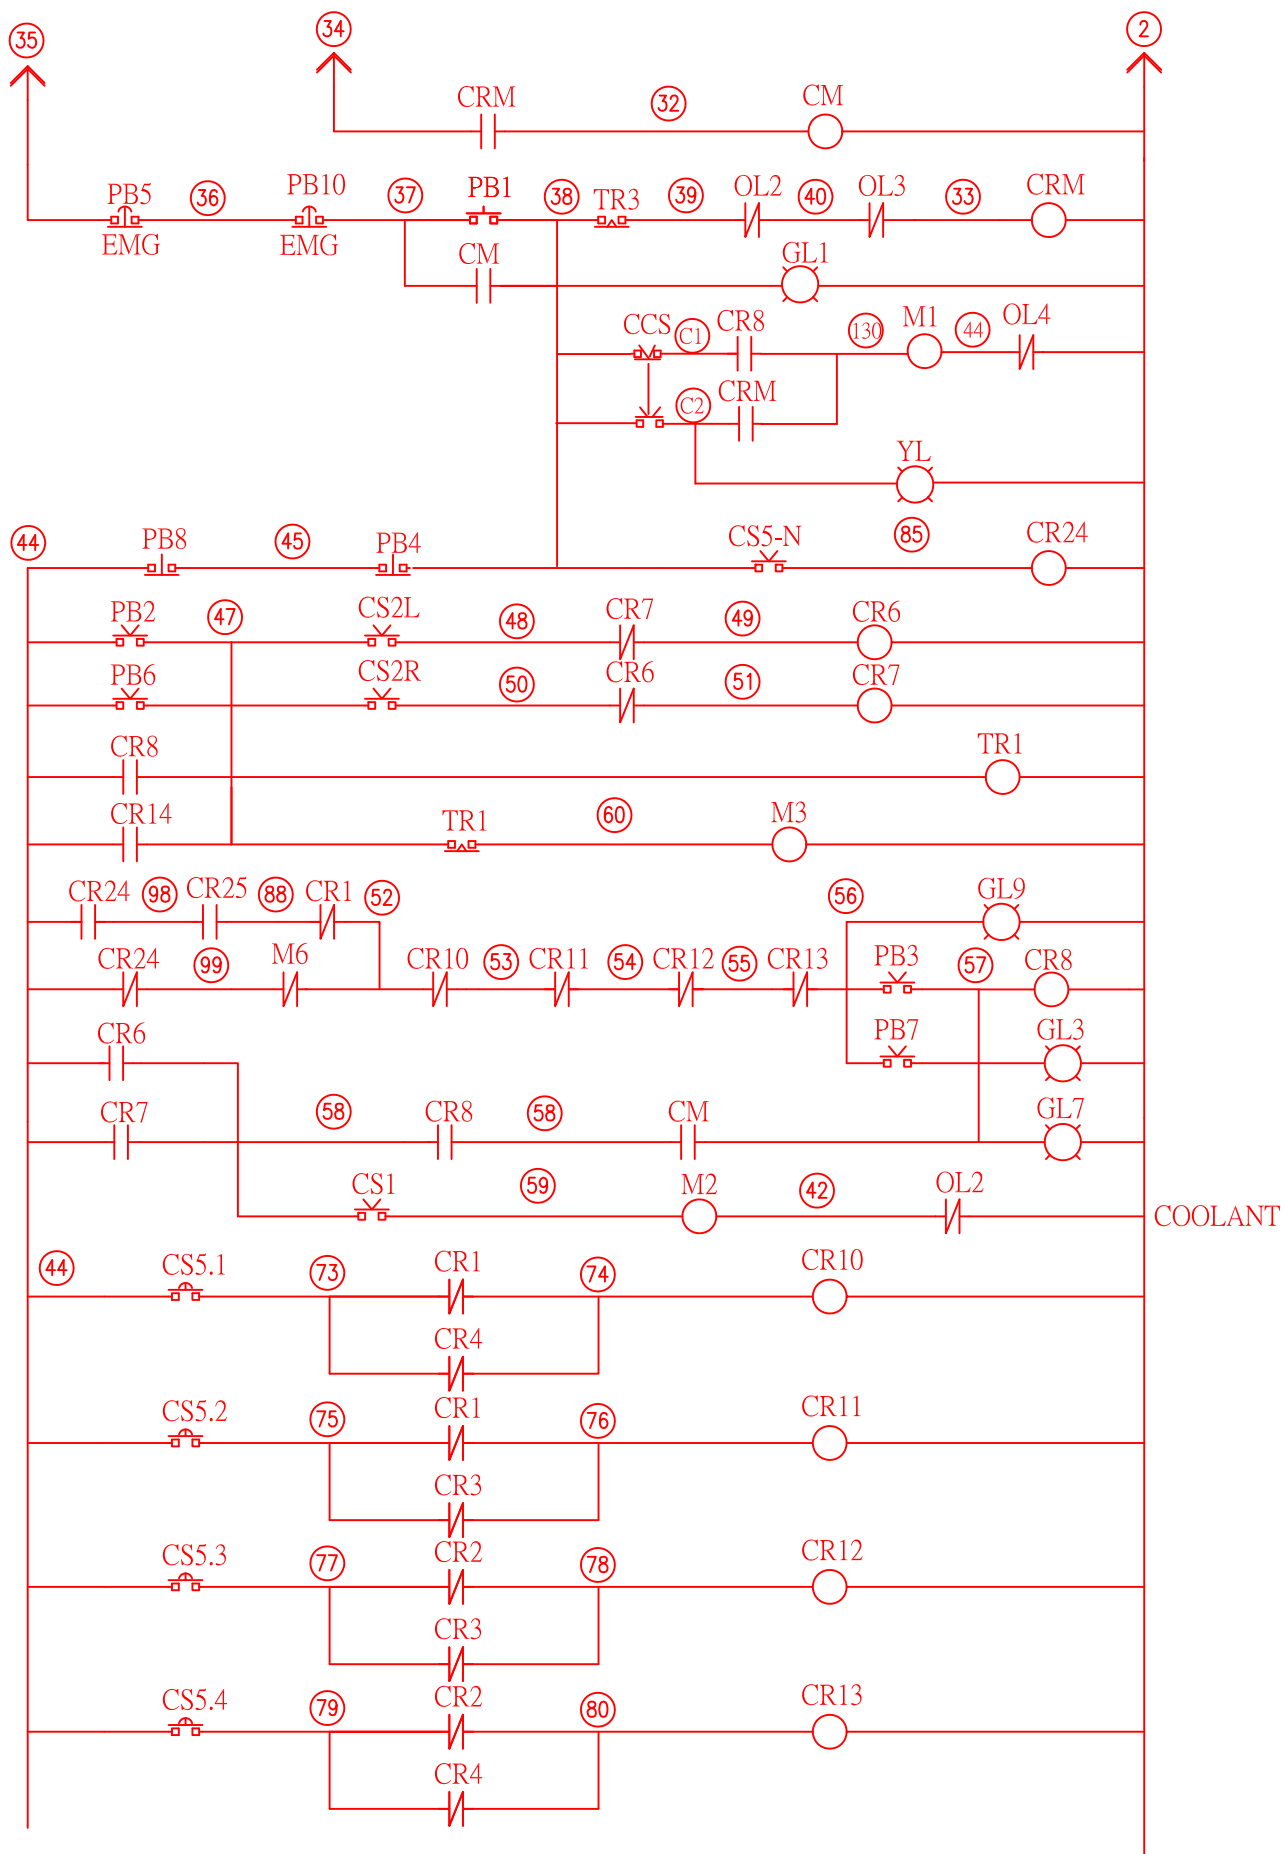 35 34 2
CRM 32 CM
PB5 36 PB10 37 PB1 38 TR3 39 OL2 40 OL3 33 CRM
EMG EMG
CM GL1
CCS C1 CR8 130 M1 44 OL4
C2 CRM
YL
44 PB8 45 PB4 CS5-N 85 CR24
PB2 47 CS2L 48 CR7 49 CR6
PB6 CS2R 50 CR6 51 CR7
CR8 TR1
CR14 TR1 60 M3
CR24 98 CR25 88 CR1 52 56 GL9
CR24 99 M6 CR10 53 CR11 54 CR12 55 CR13 PB3 57 CR8
CR6 PB7 GL3
CR7 58 CR8 58 CM GL7
CS1 59 M2 42 OL2
COOLANT
44 CS5.1 73 CR1 74 CR10
CR4
CS5.2 75 CR1 76 CR11
CR3
CS5.3 77 CR2 78 CR12
CR3
CS5.4 79 CR2 80 CR13
CR4